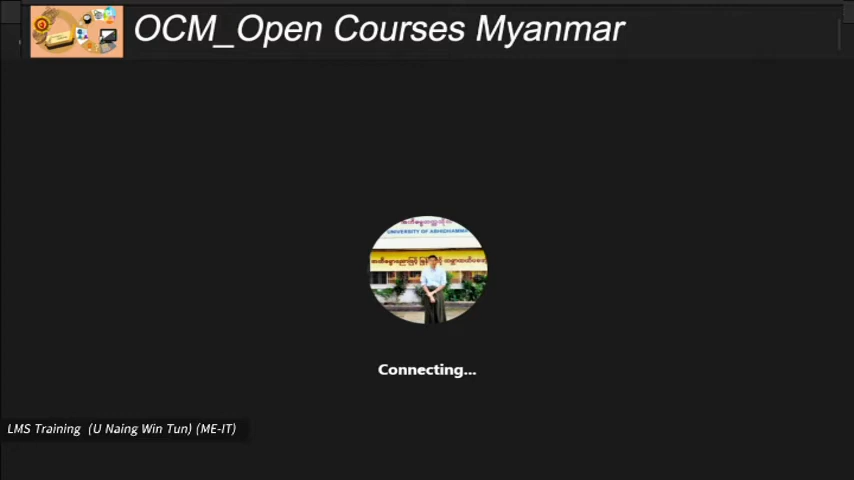 OCM_Open Courses Myanmar
UNIVERSITY OF ABHIDHAMMA
Connecting...
LMS Training (U Naing Win Tun) (ME-IT)